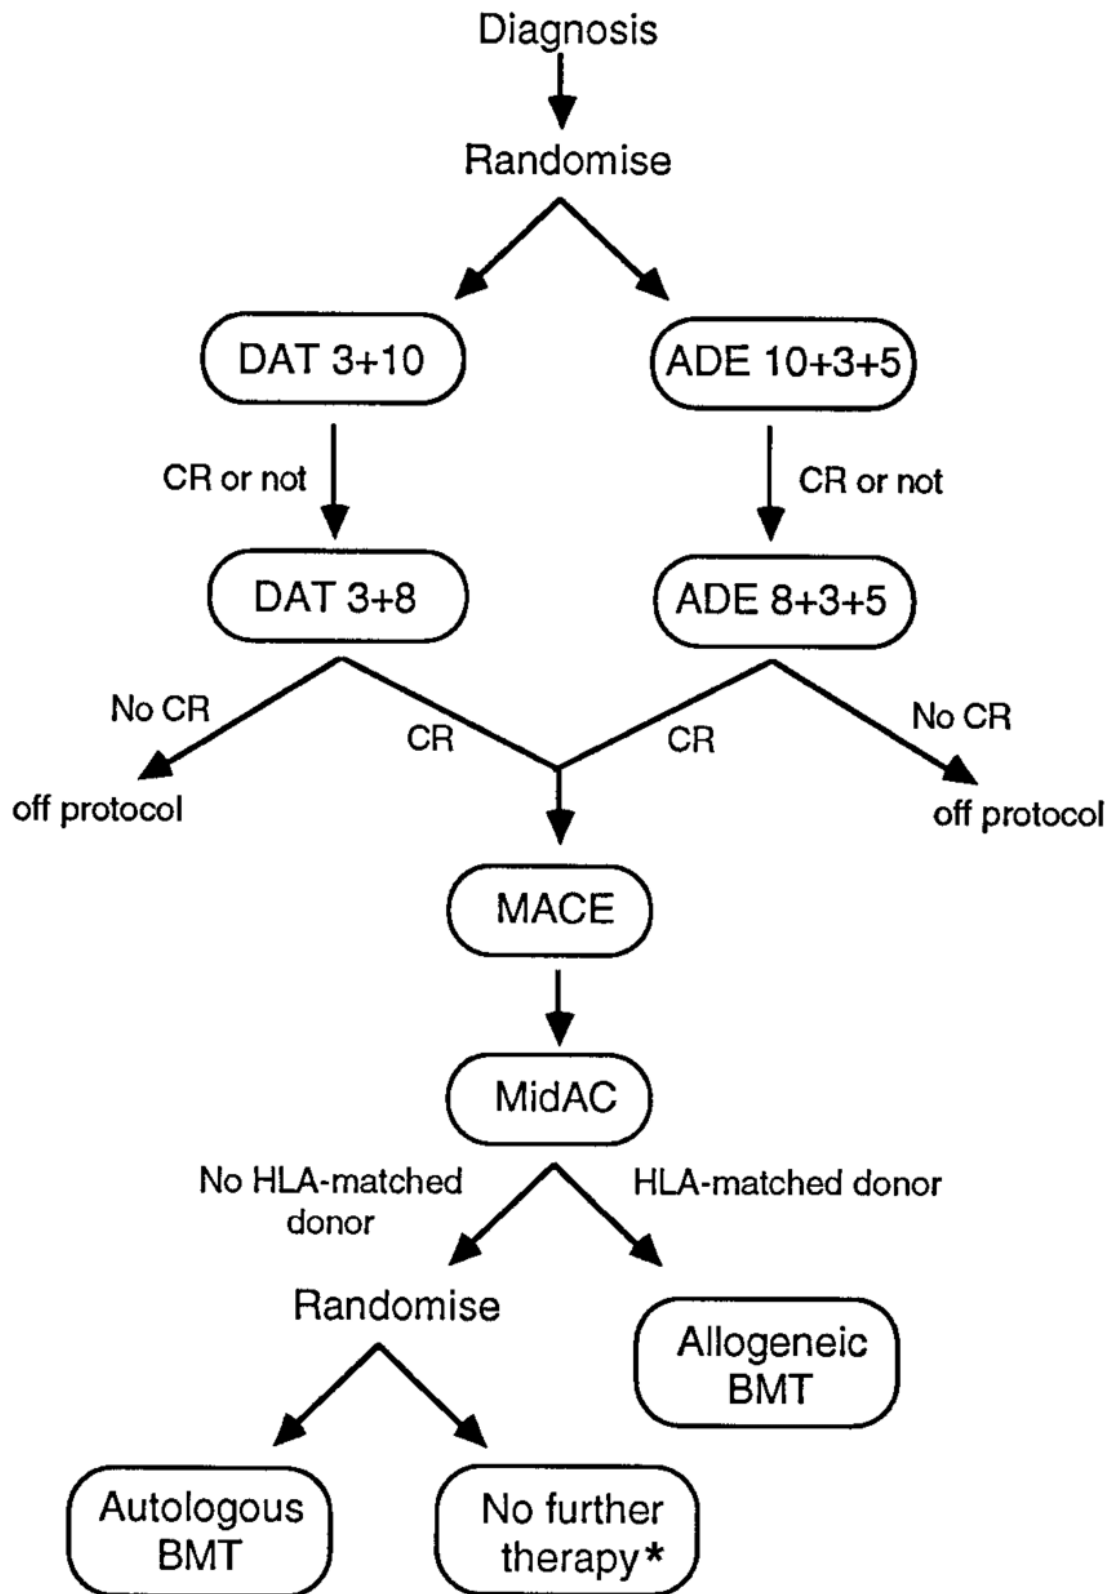 Diagnosis
Randomise
DAT 3+10
ADE 10+3+5
CR or not
CR or not
DAT 3+8
ADE 8+3+5
No CR
CR
CR
No CR
off protocol
off protocol
MACE
MidAC
No HLA-matched
donor
HLA-matched donor
Randomise
Allogeneic
BMT
Autologous
BMT
No further
therapy*